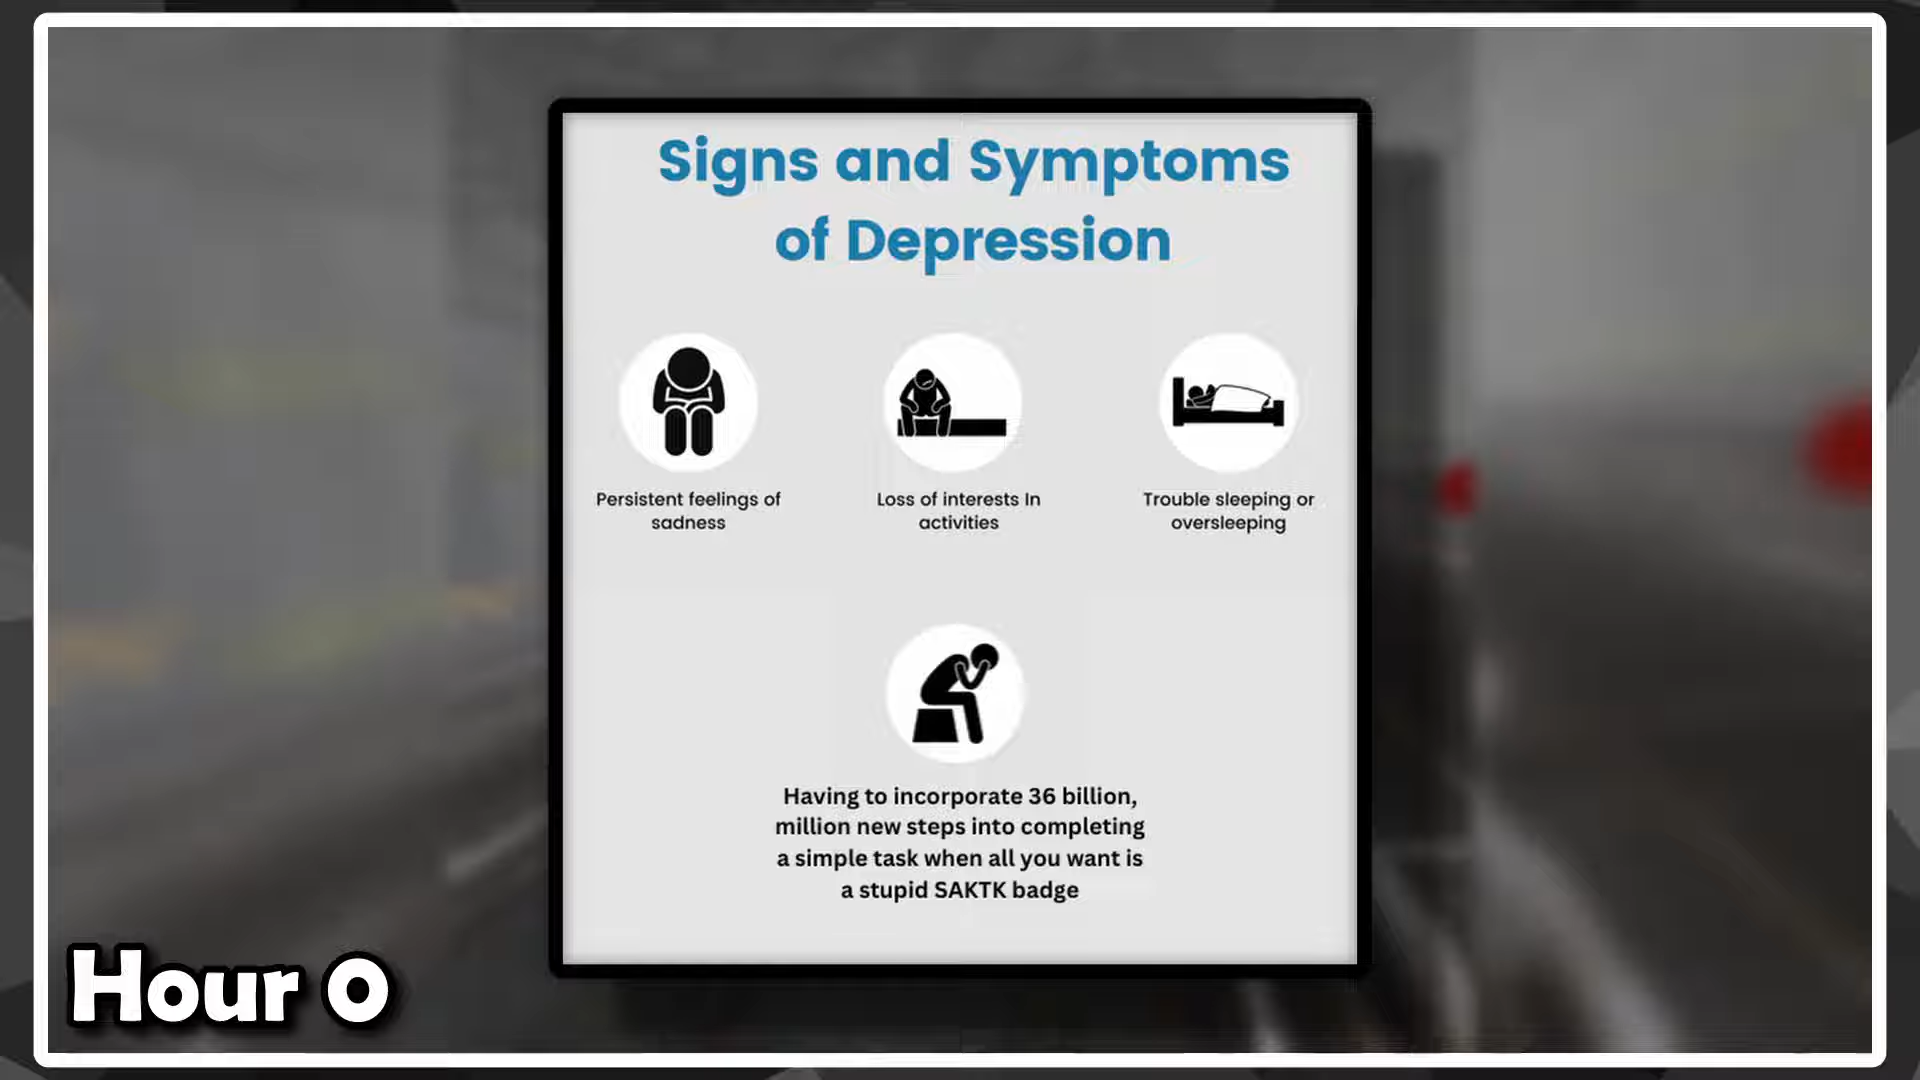 Signs and Symptoms
of Depression
Persistent feelings of
sadness
Loss of interests In
activities
Trouble sleeping or
oversleeping
Having to incorporate 36 billion,
million new steps into completing
a simple task when all you want is
a stupid SAKTK badge
Hour 0